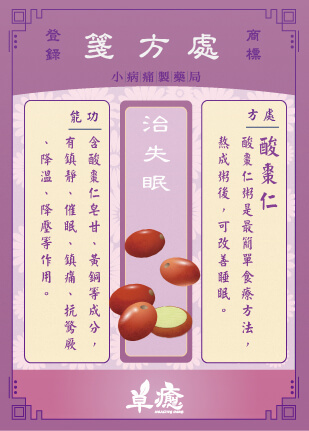 商標
處方箋
登錄
小病痛製藥局
處方
酸棗仁
酸棗仁粥是最簡單食療方法，
熬成粥後，可改善睡眠。
治失眠
功能
含酸棗仁皂甘、黃銅等成分，
有鎮靜、催眠、鎮痛、抗驚厥
、降溫、降壓等作用。
草癒